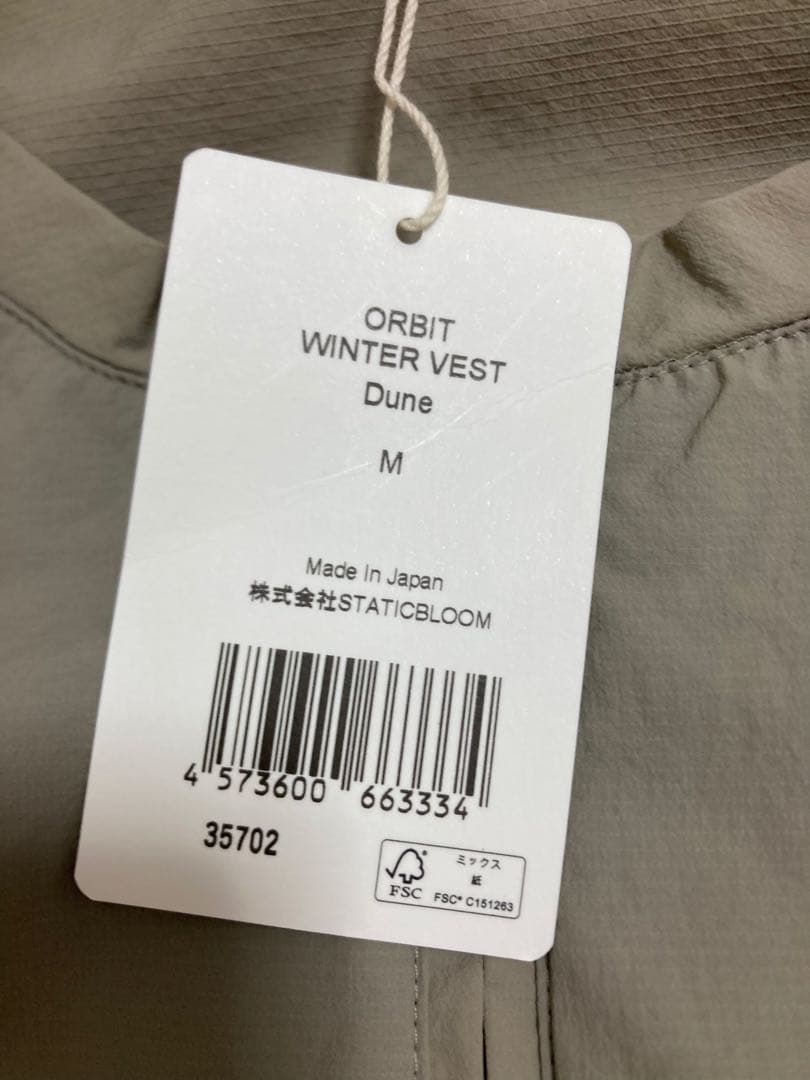 ORBIT
WINTER VEST
Dune
M
Made In Japan
株式会社STATICBLOOM
4 573600 663334
35702
ミックス
紙
FSC
FSC® C151263